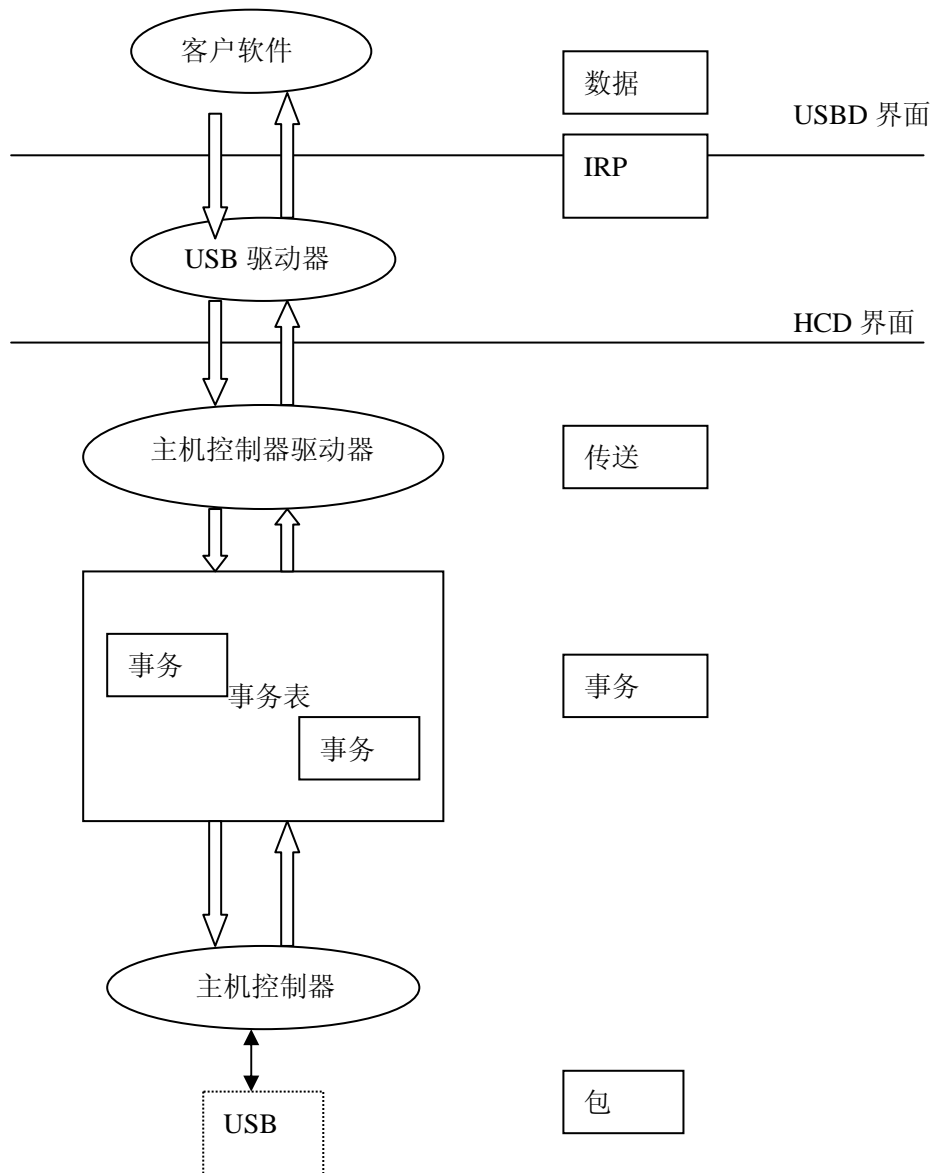 客户软件
数据
USBD 界面
IRP
USB 驱动器
HCD 界面
主机控制器驱动器
传送
事务
事务表
事务
事务
主机控制器
USB
包